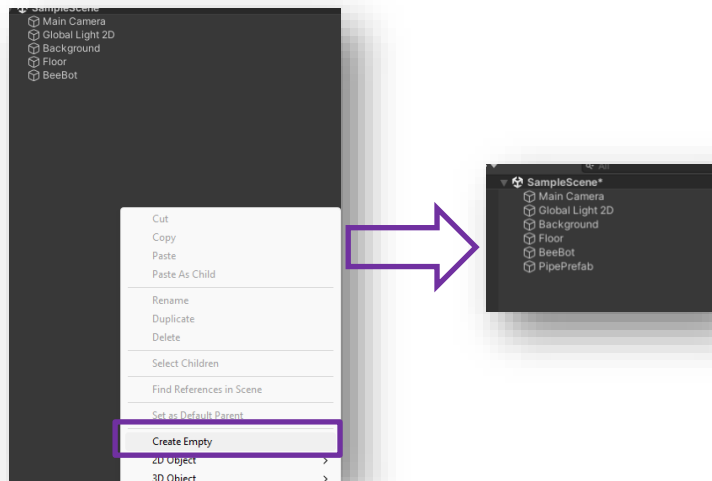 SampleScene
Main Camera
Global Light 2D
Background
Floor
BeeBot
Cut
Copy
Paste
Paste As Child
Rename
Duplicate
Delete
Select Children
Find References in Scene
Set as Default Parent
Create Empty
2D Object
3D Object
All
SampleScene*
Main Camera
Global Light 2D
Background
Floor
BeeBot
PipePrefab